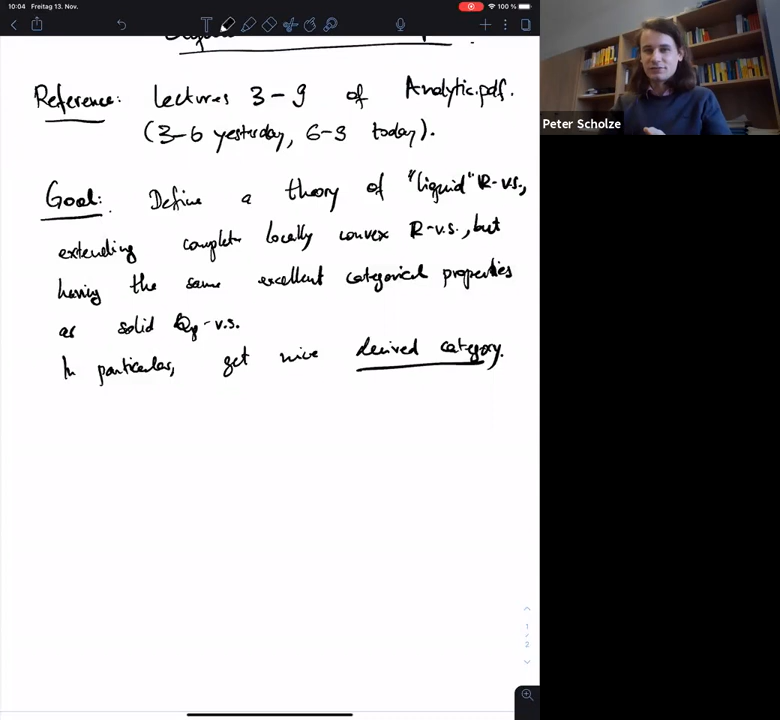 10:04 Freitag 13. Nov.
100 %
Reference: Lectures 3-9 of Analytic.pdf.
(3-6 yesterday, 6-9 today).
Goal: Define a theory of "liquid" R-v.s.,
extending complete locally convex R-v.s., but
having the same excellent categorical properties
as solid Qp-v.s.
In particular, get nice derived category.
Peter Scholze
1
/
2